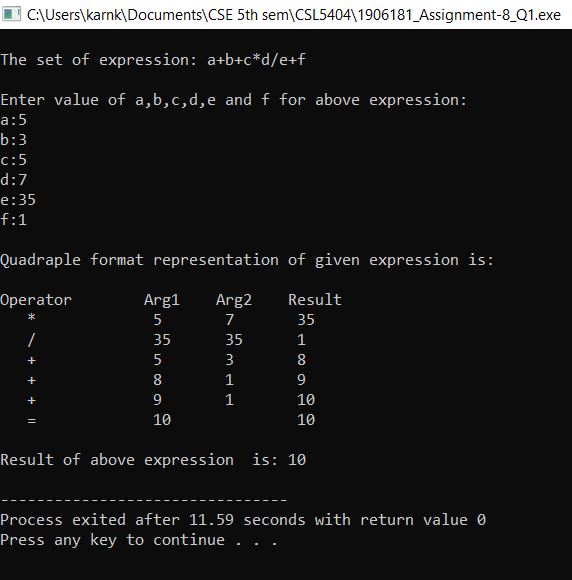 C:\Users\karnk\Documents\CSE 5th sem\CSL5404\1906181_Assignment-8_Q1.exe
The set of expression: a+b+c*d/e+f
Enter value of a,b,c,d,e and f for above expression:
a:5
b:3
c:5
d:7
e:35
f:1
Quadraple format representation of given expression is:
Operator Arg1 Arg2 Result
* 5 7 35
/ 35 35 1
+ 5 3 8
+ 8 1 9
+ 9 1 10
= 10 10
Result of above expression  is: 10
--------------------------------
Process exited after 11.59 seconds with return value 0
Press any key to continue . . .